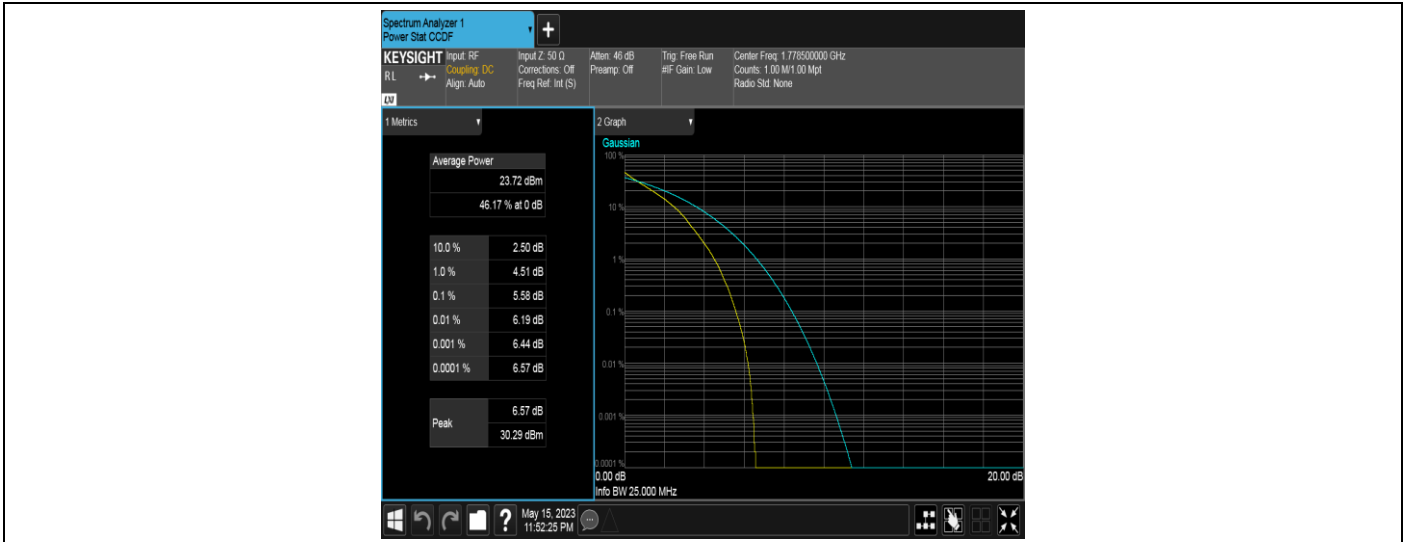 Spectrum Analyzer 1
Power Stat CCDF
+
KEYSIGHT
RL
LXI
Input: RF
Coupling: DC
Align: Auto
Input Z: 50 Ω
Corrections: Off
Freq Ref: Int (S)
Atten: 46 dB
Preamp: Off
Trig: Free Run
#IF Gain: Low
Center Freq: 1.778500000 GHz
Counts: 1.00 M/1.00 Mpt
Radio Std: None
1 Metrics
Average Power
23.72 dBm
46.17 % at 0 dB
10.0 % 2.50 dB
1.0 % 4.51 dB
0.1 % 5.58 dB
0.01 % 6.19 dB
0.001 % 6.44 dB
0.0001 % 6.57 dB
Peak
6.57 dB
30.29 dBm
2 Graph
Gaussian
100 %
10 %
1 %
0.1 %
0.01 %
0.001 %
0.0001 %
0.00 dB 20.00 dB
Info BW 25.000 MHz
?
May 15, 2023
11:52:25 PM